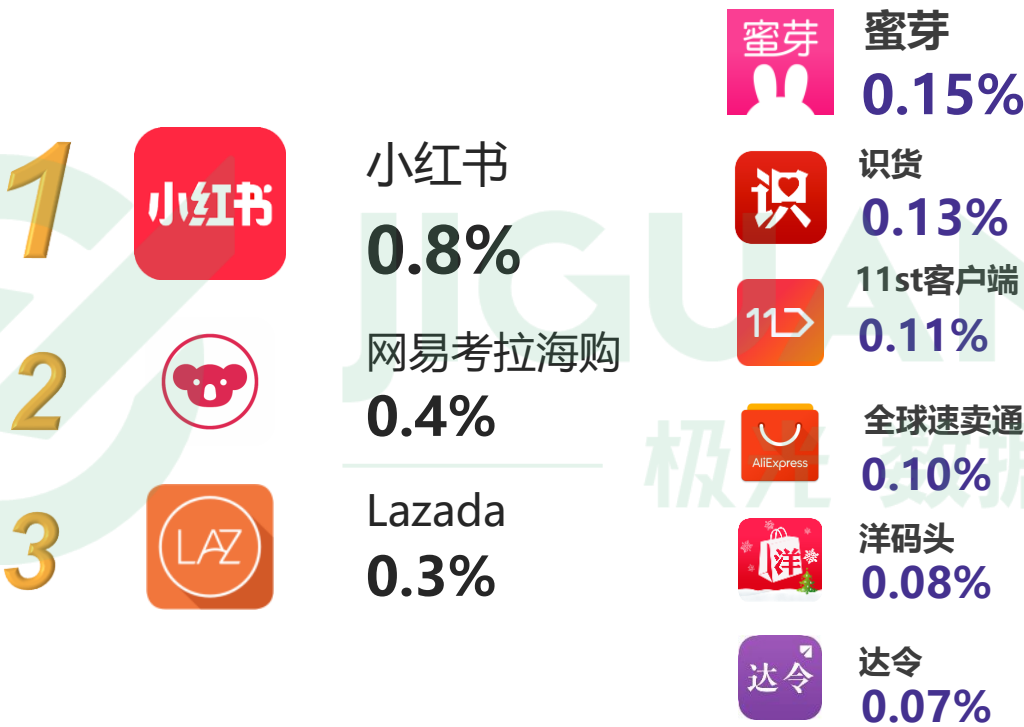 1
小红书
小红书
0.8%
2
网易考拉海购
0.4%
3
LAZ
Lazada
0.3%
蜜芽
蜜芽
0.15%
识
识货
0.13%
11
11st客户端
0.11%
AliExpress
全球速卖通
0.10%
洋
洋码头
0.08%
达令
达令
0.07%
JIGUAN
极光 数据